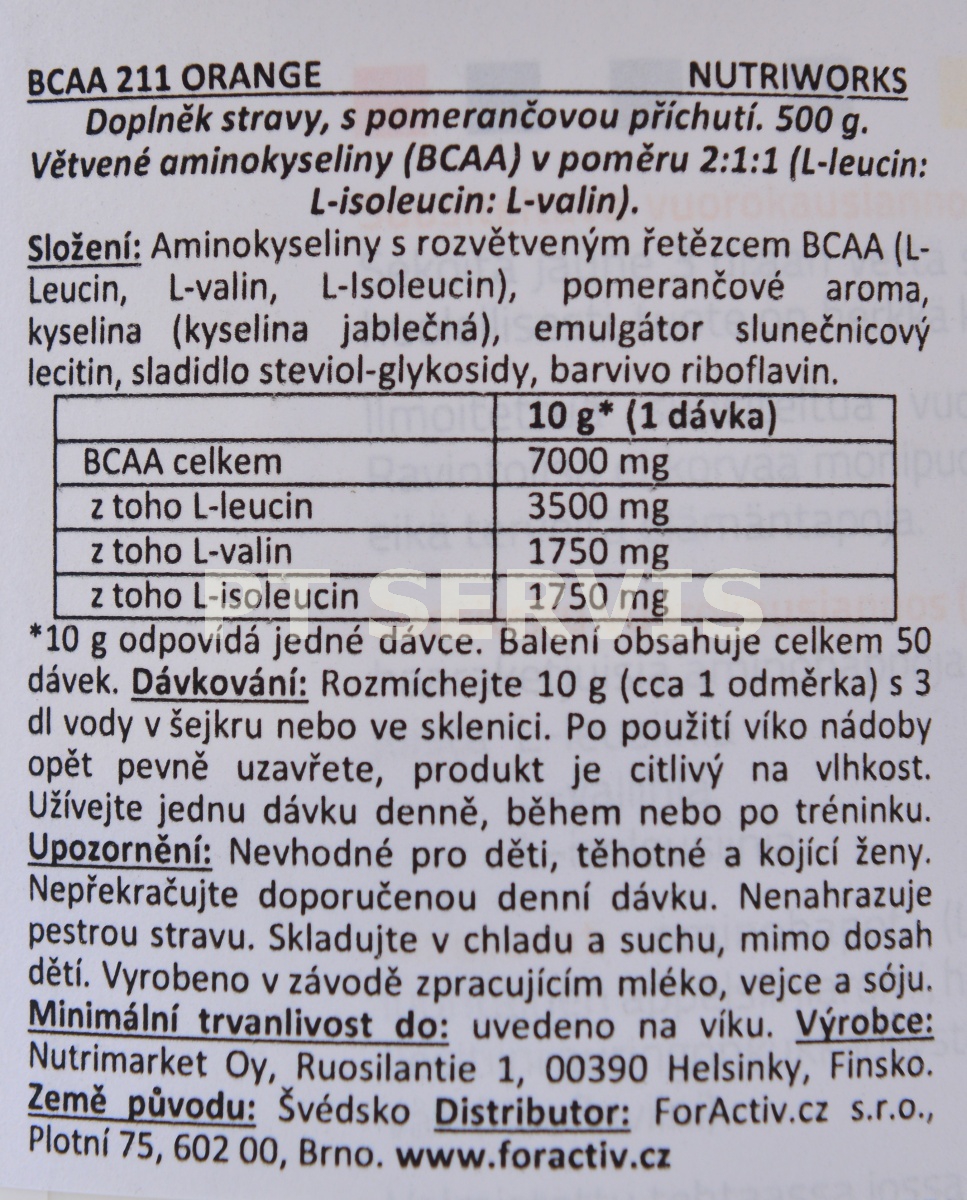 BCAA 211 ORANGE NUTRIWORKS
Doplněk stravy, s pomerančovou příchutí. 500 g.
Větvené aminokyseliny (BCAA) v poměru 2:1:1 (L-leucin:
L-isoleucin: L-valin).
Složení: Aminokyseliny s rozvětveným řetězcem BCAA (L-
Leucin, L-valin, L-Isoleucin), pomerančové aroma,
kyselina (kyselina jablečná), emulgátor slunečnicový
lecitin, sladidlo steviol-glykosidy, barvivo riboflavin.
10 g* (1 dávka)
BCAA celkem 7000 mg
z toho L-leucin 3500 mg
z toho L-valin 1750 mg
z toho L-isoleucin 1750 mg
PT SERVIS
*10 g odpovídá jedné dávce. Balení obsahuje celkem 50
dávek. Dávkování: Rozmíchejte 10 g (cca 1 odměrka) s 3
dl vody v šejkru nebo ve sklenici. Po použití víko nádoby
opět pevně uzavřete, produkt je citlivý na vlhkost.
Užívejte jednu dávku denně, během nebo po tréninku.
Upozornění: Nevhodné pro děti, těhotné a kojící ženy.
Nepřekračujte doporučenou denní dávku. Nenahrazuje
pestrou stravu. Skladujte v chladu a suchu, mimo dosah
dětí. Vyrobeno v závodě zpracujícím mléko, vejce a sóju.
Minimální trvanlivost do: uvedeno na víku. Výrobce:
Nutrimarket Oy, Ruosilantie 1, 00390 Helsinky, Finsko.
Země původu: Švédsko Distributor: ForActiv.cz s.r.o.,
Plotní 75, 602 00, Brno. www.foractiv.cz